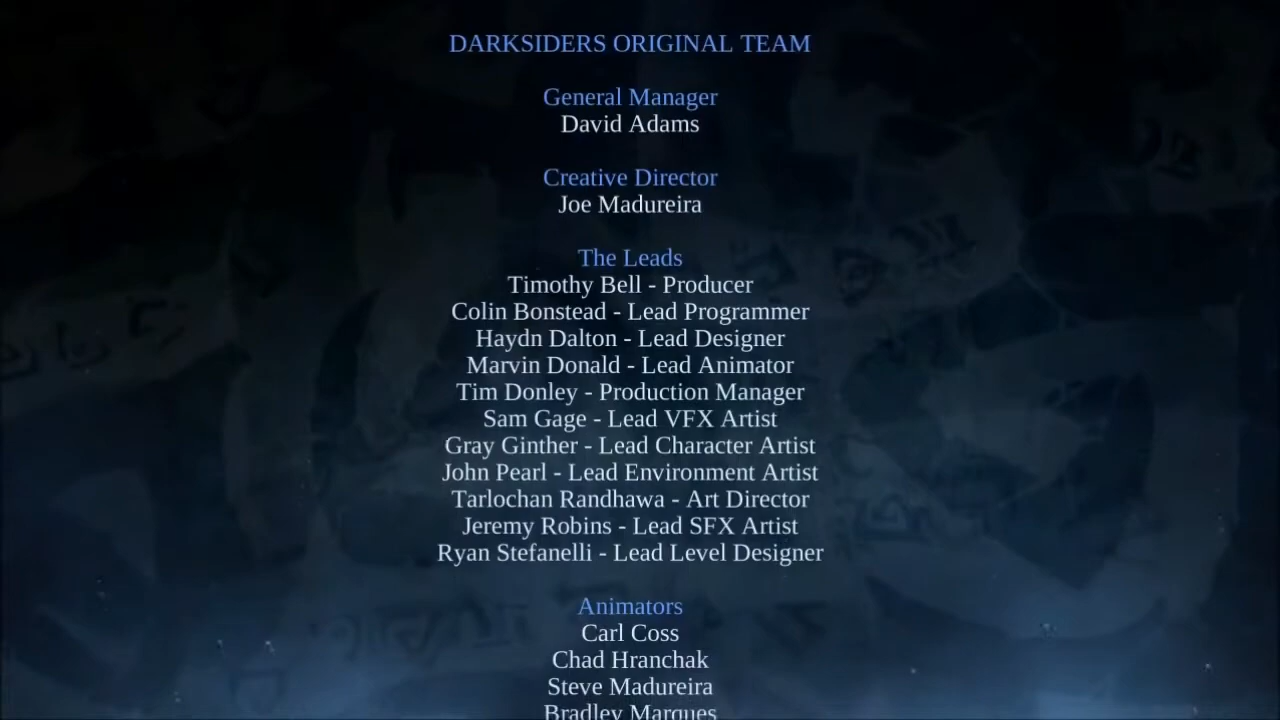 DARKSIDERS ORIGINAL TEAM
General Manager
David Adams
Creative Director
Joe Madureira
The Leads
Timothy Bell - Producer
Colin Bonstead - Lead Programmer
Haydn Dalton - Lead Designer
Marvin Donald - Lead Animator
Tim Donley - Production Manager
Sam Gage - Lead VFX Artist
Gray Ginther - Lead Character Artist
John Pearl - Lead Environment Artist
Tarlochan Randhawa - Art Director
Jeremy Robins - Lead SFX Artist
Ryan Stefanelli - Lead Level Designer
Animators
Carl Coss
Chad Hranchak
Steve Madureira
Bradley Marques